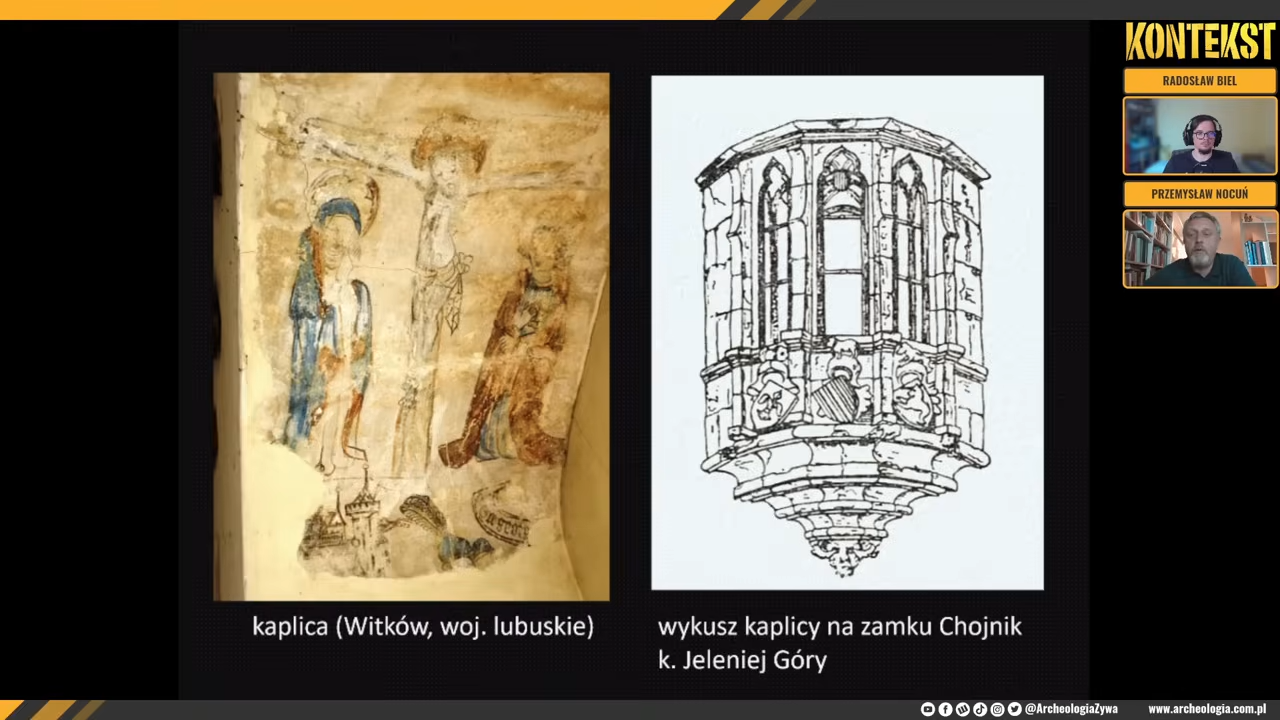 KONTEKST
RADOSŁAW BIEL
PRZEMYSŁAW NOCUŃ
kaplica (Witków, woj. lubuskie)
wykusz kaplicy na zamku Chojnik
k. Jeleniej Góry
@ArcheologiaZywa
www.archeologia.com.pl